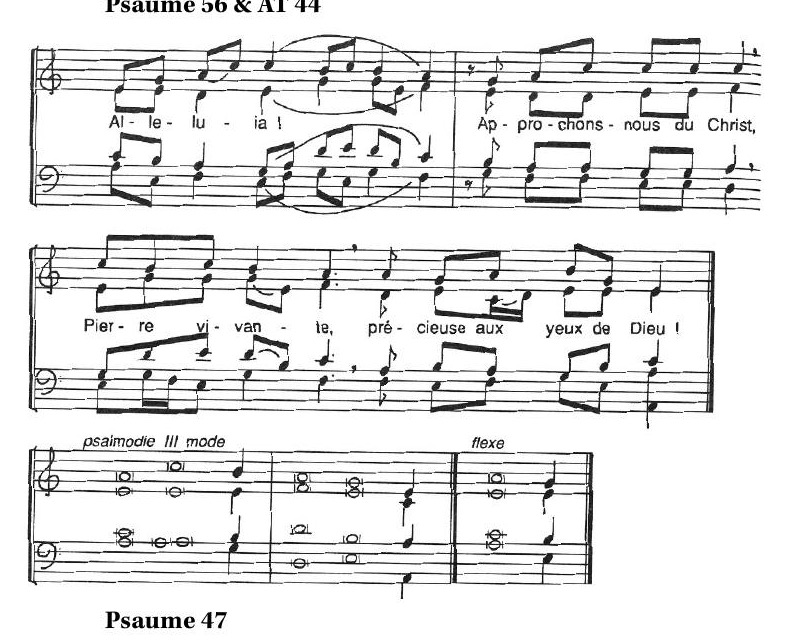 Psaume 56 & AT 44
Al - le - lu - ia ! Ap - pro - chons - nous du Christ,
Pier - re vi - van - te, pré - cieuse aux yeux de Dieu !
psalmodie III mode flexe
Psaume 47